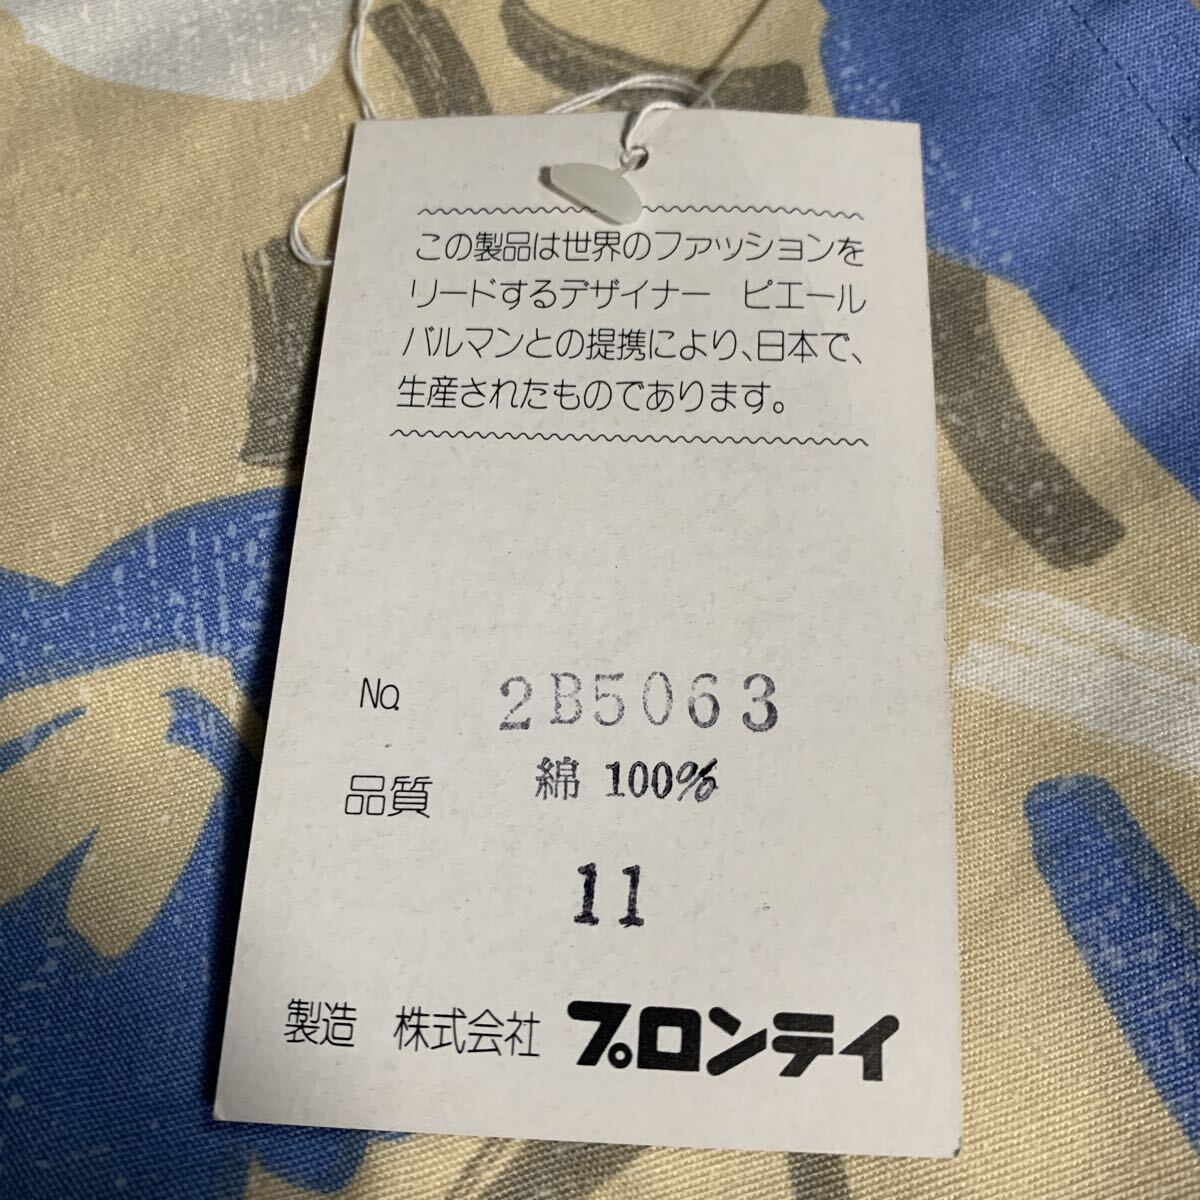 この製品は世界のファッションを
リードするデザイナー　ピエール
バルマンとの提携により、日本で、
生産されたものであります。
No. 2B5063
品質 綿 100%
11
製造　株式会社 プロンテイ